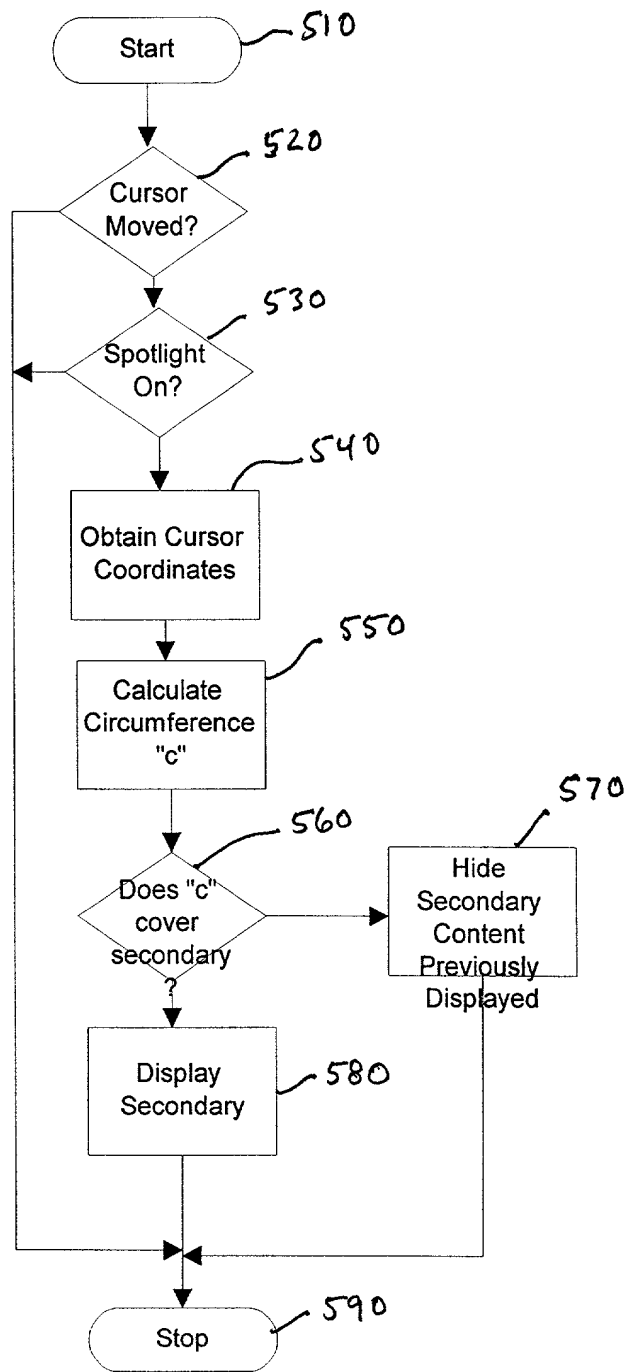 510
Start
520
Cursor
Moved?
530
Spotlight
On?
540
Obtain Cursor
Coordinates
550
Calculate
Circumference
"c"
560
Does "c"
cover
secondary
?
570
Hide
Secondary
Content
Previously
Displayed
Display
Secondary
580
590
Stop